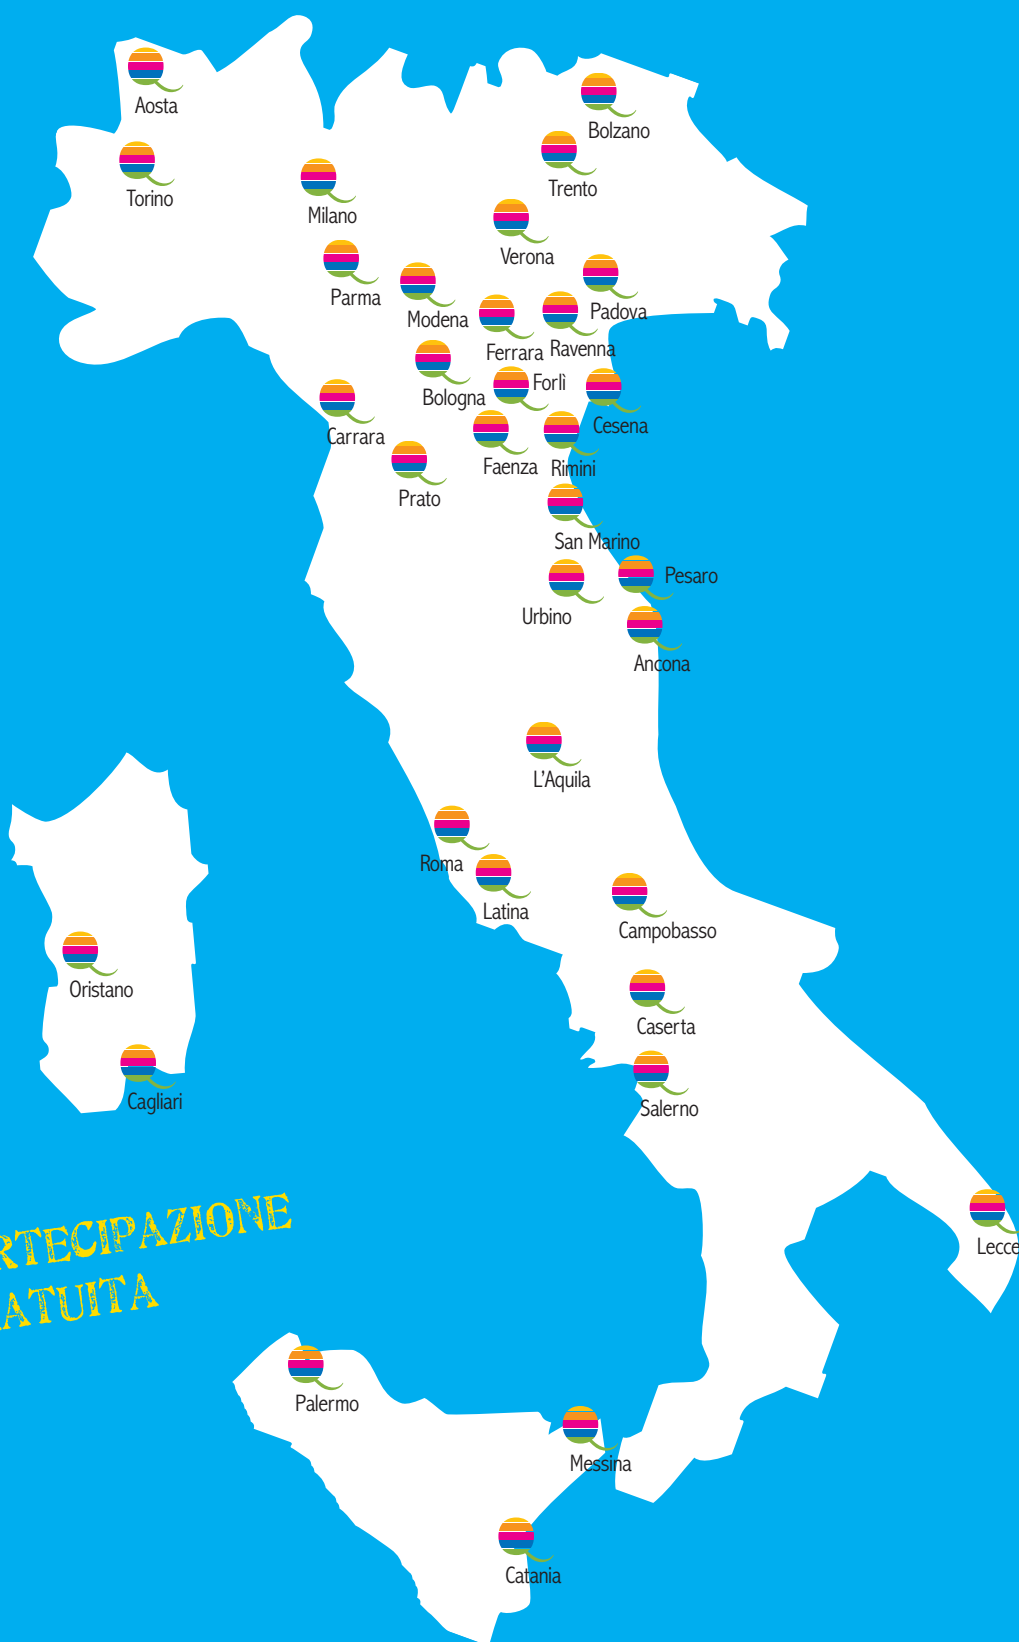 Aosta
Bolzano
Torino
Trento
Milano
Verona
Parma
Padova
Modena
Ferrara
Ravenna
Bologna
Forlì
Cesena
Carrara
Faenza
Rimini
Prato
San Marino
Pesaro
Urbino
Ancona
L'Aquila
Roma
Latina
Campobasso
Oristano
Caserta
Cagliari
Salerno
Lecce
RTECIPAZIONE
ATUITA
Palermo
Messina
Catania